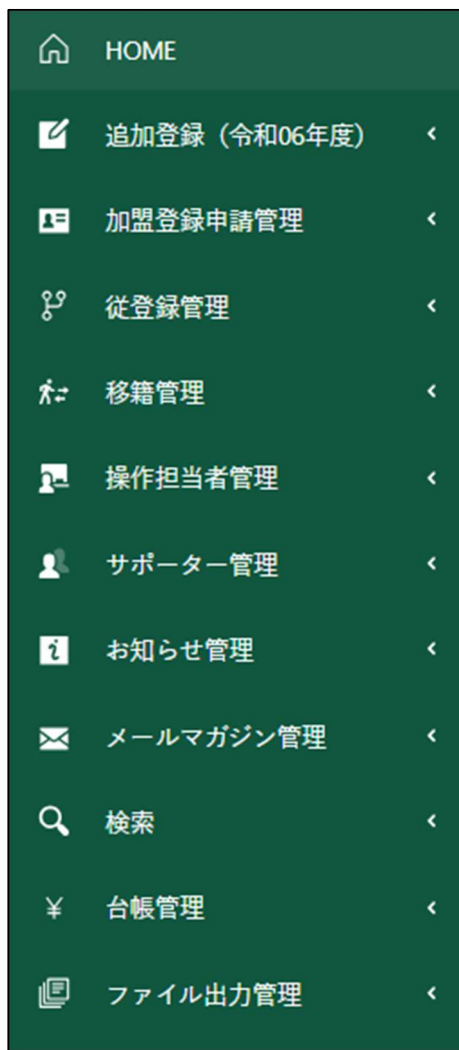 HOME
追加登録（令和06年度）
加盟登録申請管理
従登録管理
移籍管理
操作担当者管理
サポーター管理
お知らせ管理
メールマガジン管理
検索
台帳管理
ファイル出力管理